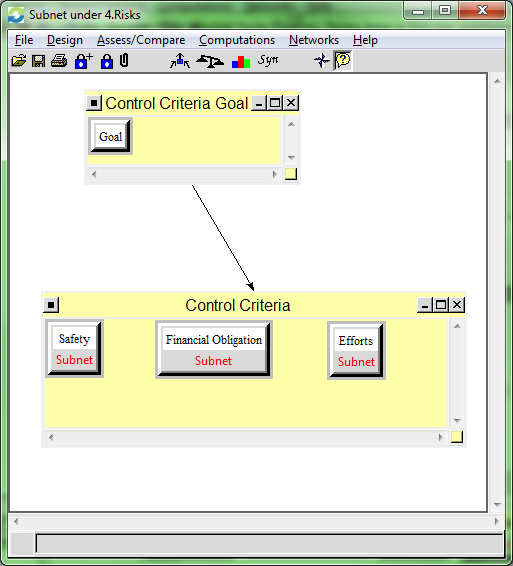 Subnet under 4.Risks
File Design Assess/Compare Computations Networks Help
Syn
Control Criteria Goal
Goal
Control Criteria
Safety Financial Obligation Efforts
Subnet Subnet Subnet